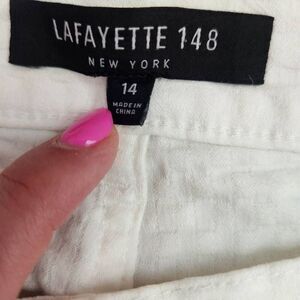 LAFAYETTE 148
NEW YORK
14
MADE IN
CHINA